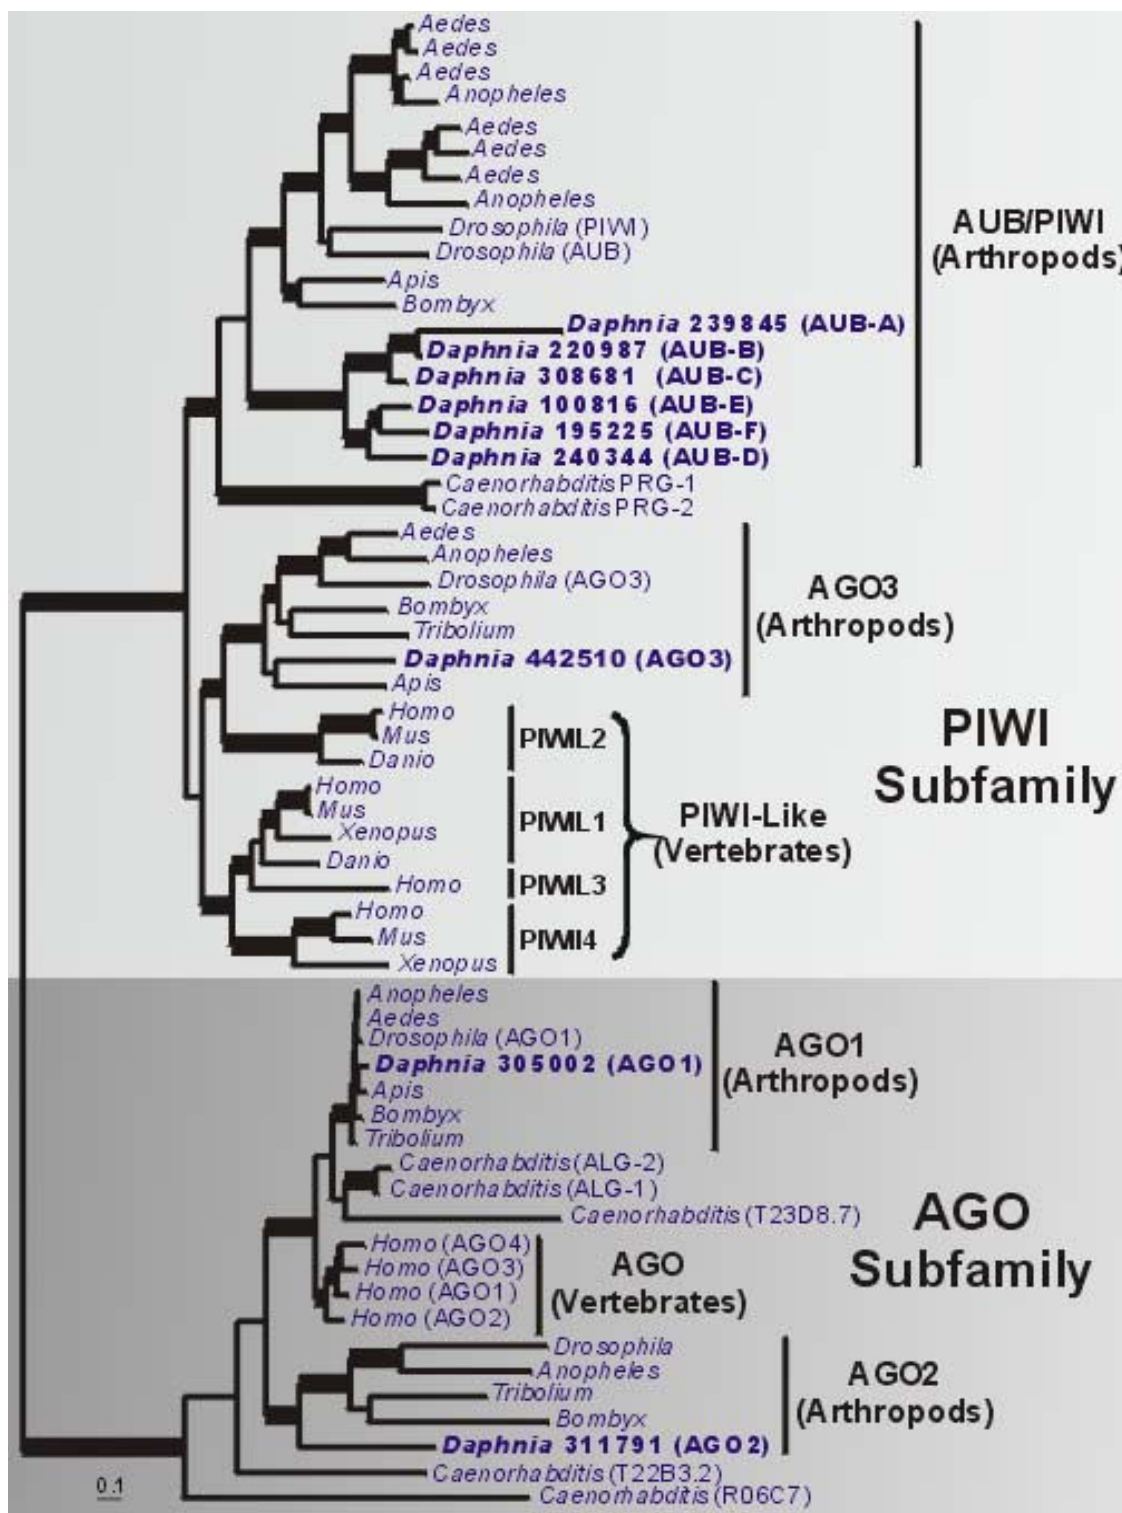 Aedes
Aedes
Aedes
Anopheles
Aedes
Aedes
Aedes
Anopheles
Drosophila (PIWI)
Drosophila (AUB)
Apis
Bombyx
Daphnia 239845 (AUB-A)
Daphnia 220987 (AUB-B)
Daphnia 308681 (AUB-C)
Daphnia 100816 (AUB-E)
Daphnia 195225 (AUB-F)
Daphnia 240344 (AUB-D)
AUB/PIWI
(Arthropods)
Caenorhabditis PRG-1
Caenorhabditis PRG-2
Aedes
Anopheles
Drosophila (AGO3)
Bombyx
Tribolium
Daphnia 442510 (AGO3)
Apis
AGO3
(Arthropods)
Homo
Mus
Danio
PIWIL2
Homo
Mus
Xenopus
Danio
PIWIL1
Homo
PIWIL3
Homo
Mus
Xenopus
PIWIl4
PIWI-Like
(Vertebrates)
PIWI
Subfamily
Anopheles
Aedes
Drosophila (AGO1)
Daphnia 305002 (AGO1)
Apis
Bombyx
Tribolium
AGO1
(Arthropods)
Caenorhabditis (ALG-2)
Caenorhabditis (ALG-1)
Caenorhabditis (T23D8.7)
Homo (AGO4)
Homo (AGO3)
Homo (AGO1)
Homo (AGO2)
AGO
(Vertebrates)
AGO
Subfamily
Drosophila
Anopheles
Tribolium
Bombyx
Daphnia 311791 (AGO2)
AGO2
(Arthropods)
Caenorhabditis (T22B3.2)
Caenorhabditis (R06C7)
0.1